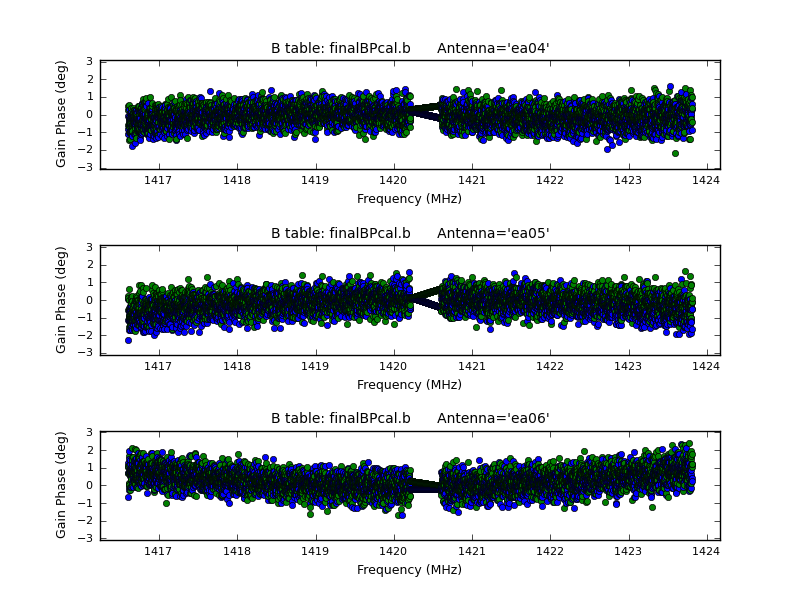 B table: finalBPcal.b      Antenna='ea04'
Gain Phase (deg)
3
2
1
0
−1
−2
−3
1417 1418 1419 1420 1421 1422 1423 1424
Frequency (MHz)
B table: finalBPcal.b      Antenna='ea05'
Gain Phase (deg)
3
2
1
0
−1
−2
−3
1417 1418 1419 1420 1421 1422 1423 1424
Frequency (MHz)
B table: finalBPcal.b      Antenna='ea06'
Gain Phase (deg)
3
2
1
0
−1
−2
−3
1417 1418 1419 1420 1421 1422 1423 1424
Frequency (MHz)